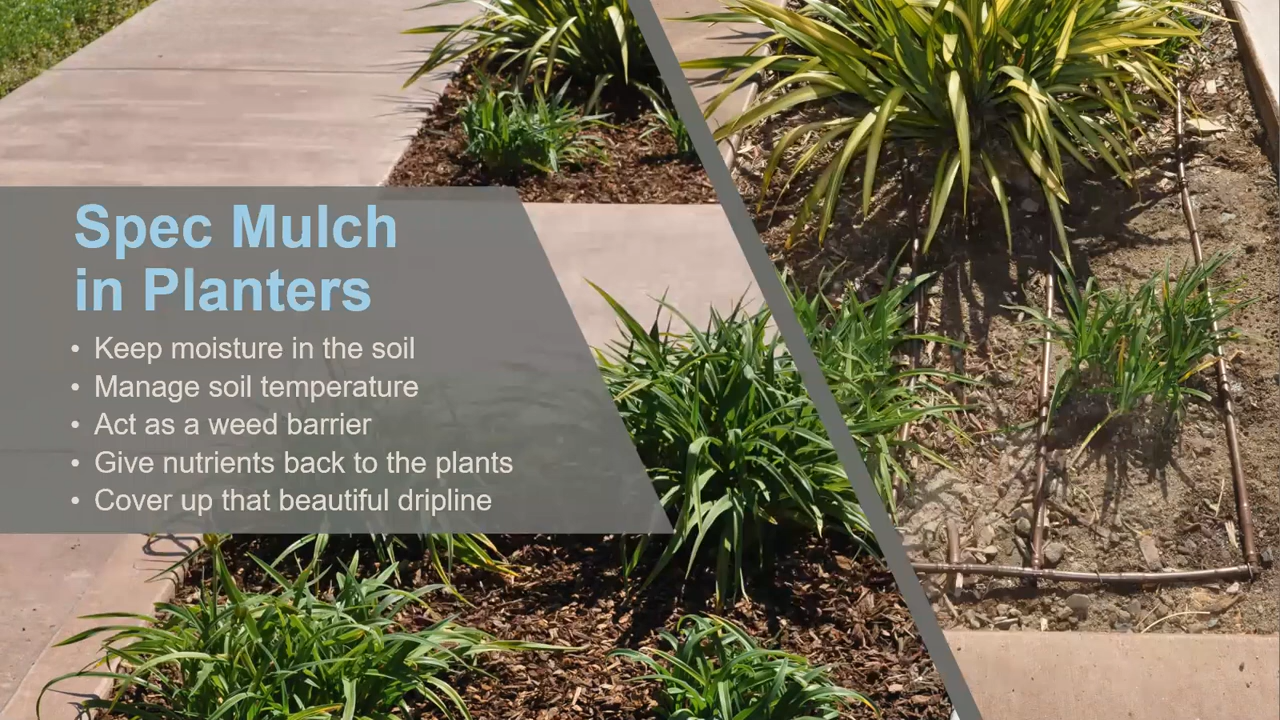 Spec Mulch
in Planters
• Keep moisture in the soil
• Manage soil temperature
• Act as a weed barrier
• Give nutrients back to the plants
• Cover up that beautiful dripline